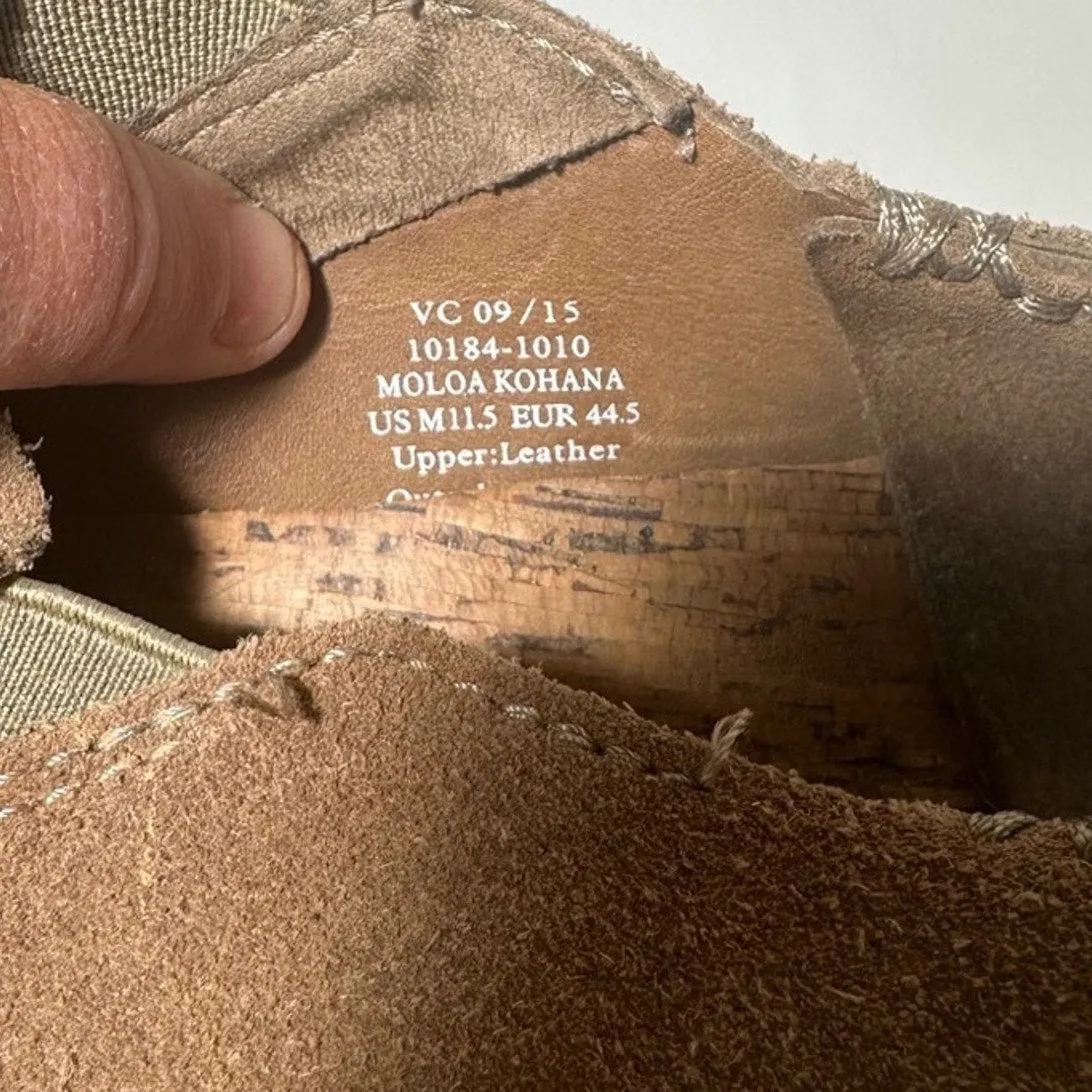 VC 09/15
10184-1010
MOLOA KOHANA
US M11.5 EUR 44.5
Upper:Leather